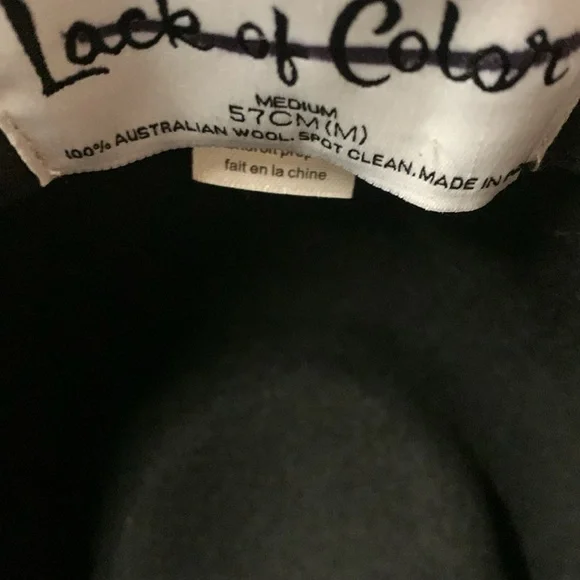 Lack of Color
MEDIUM
57CM(M)
100% AUSTRALIAN WOOL. SPOT CLEAN. MADE IN
fait en la chine